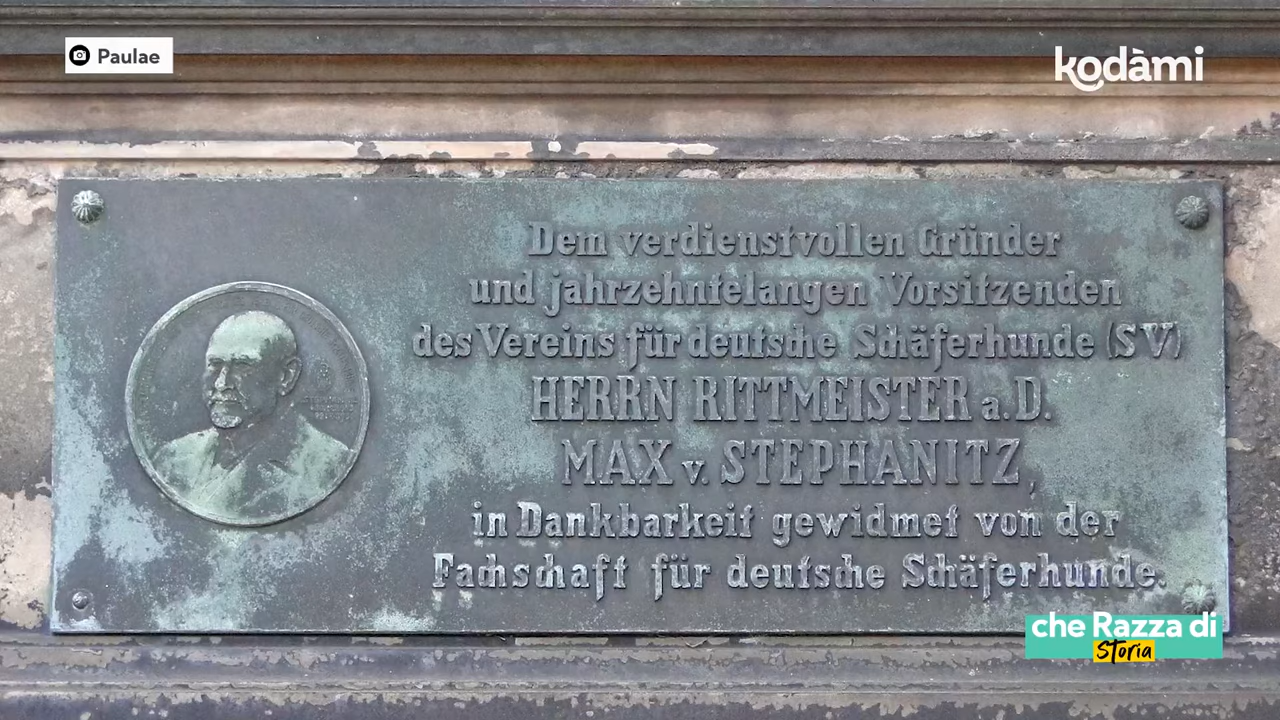 Paulae
kodàmi
Dem verdienstvollen Gründer
und jahrzehntelangen Vorsitzenden
des Vereins für deutsche Schäferhunde (SV)
HERRN RITTMEISTER a.D.
MAX v. STEPHANITZ,
in Dankbarkeit gewidmet von der
Fachschaft für deutsche Schäferhunde.
che Razza di
Storia